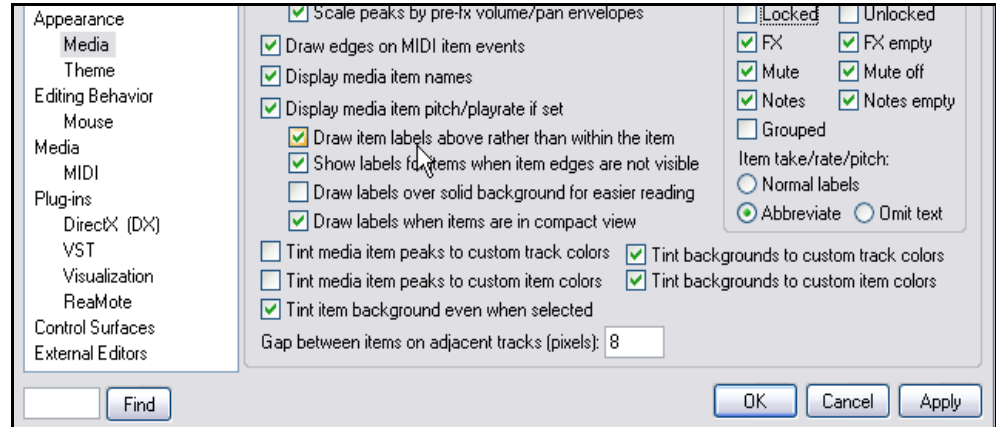 Appearance
Media
Theme
Editing Behavior
Mouse
Media
MIDI
Plug-ins
DirectX (DX)
VST
Visualization
ReaMote
Control Surfaces
External Editors
Find
Scale peaks by pre-fx volume/pan envelopes
Draw edges on MIDI item events
Display media item names
Display media item pitch/playrate if set
Draw item labels above rather than within the item
Show labels for items when item edges are not visible
Draw labels over solid background for easier reading
Draw labels when items are in compact view
Tint media item peaks to custom track colors Tint backgrounds to custom track colors
Tint media item peaks to custom item colors Tint backgrounds to custom item colors
Tint item background even when selected
Gap between items on adjacent tracks (pixels): 8
Locked Unlocked
FX FX empty
Mute Mute off
Notes Notes empty
Grouped
Item take/rate/pitch:
Normal labels
Abbreviate Omit text
OK Cancel Apply